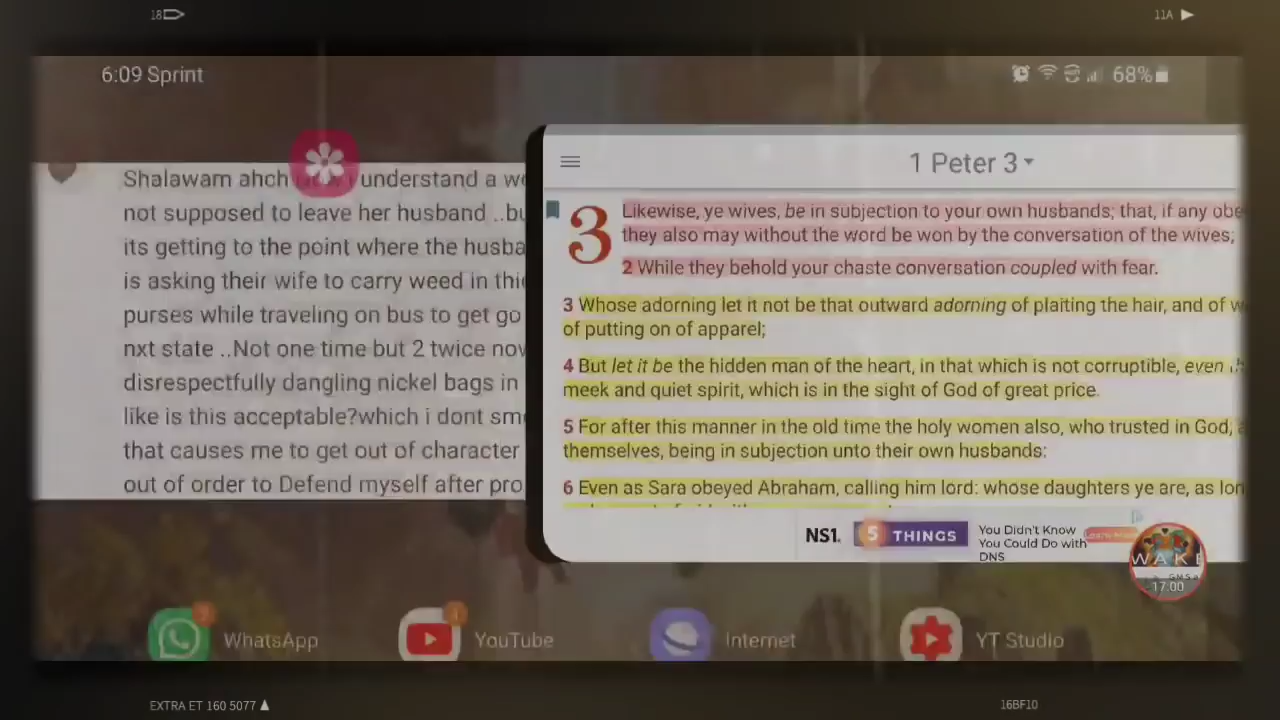 18
11A
6:09 Sprint
68%
Shalawam ahch understand a
not supposed to leave her husband ..bu
its getting to the point where the husba
is asking their wife to carry weed in thi
purses while traveling on bus to get go
nxt state ..Not one time but 2 twice nov
disrespectfully dangling nickel bags in
like is this acceptable?which i dont sm
that causes me to get out of character
out of order to Defend myself after pro
1 Peter 3
3 Likewise, ye wives, be in subjection to your own husbands; that, if any obe
they also may without the word be won by the conversation of the wives;
2 While they behold your chaste conversation coupled with fear.
3 Whose adorning let it not be that outward adorning of plaiting the hair, and of w
of putting on of apparel;
4 But let it be the hidden man of the heart, in that which is not corruptible, even
meek and quiet spirit, which is in the sight of God of great price.
5 For after this manner in the old time the holy women also, who trusted in God,
themselves, being in subjection unto their own husbands:
6 Even as Sara obeyed Abraham, calling him lord: whose daughters ye are, as lon
NS1. 5 THINGS
You Didn't Know
You Could Do with
DNS
WAKE
17:00
WhatsApp
YouTube
Internet
YT Studio
EXTRA ET 160 5077
16BF10